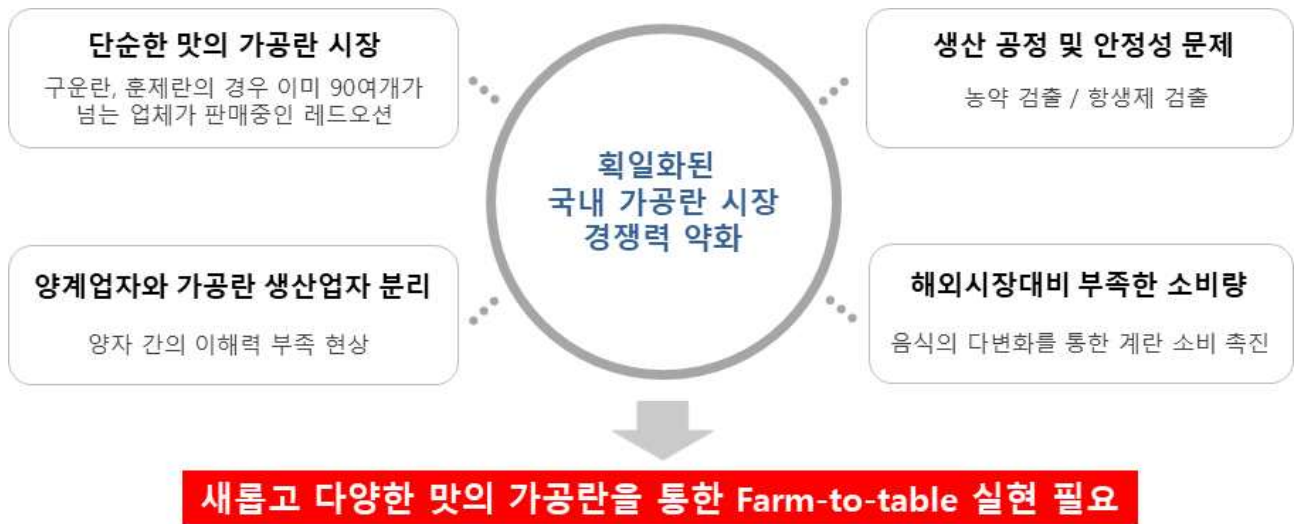 단순한 맛의 가공란 시장
구운란, 훈제란의 경우 이미 90여개가
넘는 업체가 판매중인 레드오션
생산 공정 및 안정성 문제
농약 검출 / 항생제 검출
획일화된
국내 가공란 시장
경쟁력 약화
양계업자와 가공란 생산업자 분리
양자 간의 이해력 부족 현상
해외시장대비 부족한 소비량
음식의 다변화를 통한 계란 소비 촉진
새롭고 다양한 맛의 가공란을 통한 Farm-to-table 실현 필요